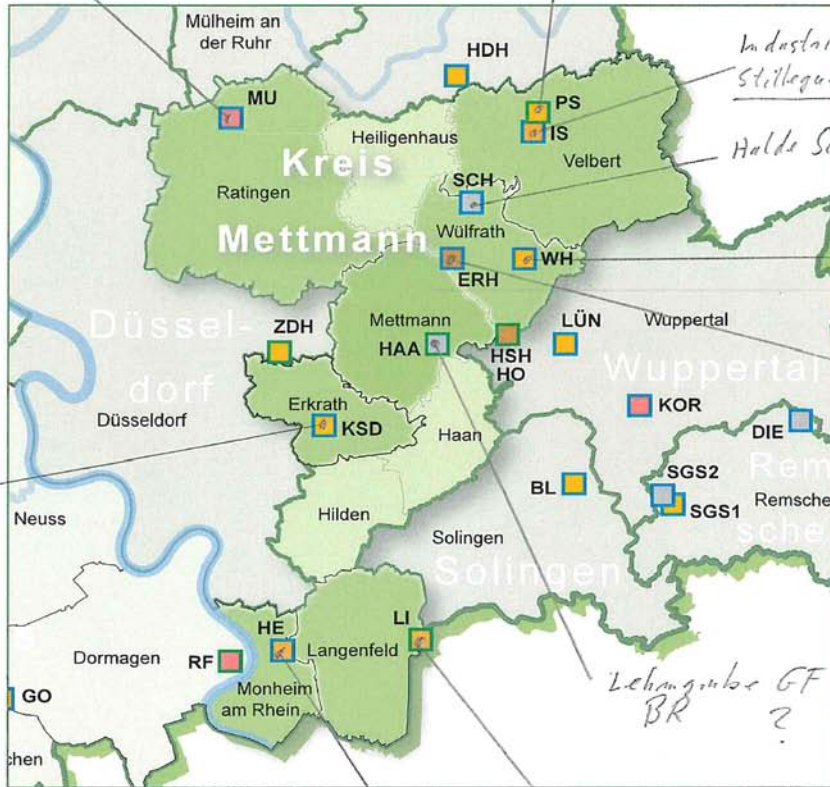 Mülheim an
der Ruhr
HDH
MU
PS
IS
Heiligenhaus
Velbert
Kreis
Ratingen
SCH
Halde
Wülfrath
Mettmann
WH
ERH
ZDH
Mettmann
LÜN
Wuppertal
HAA
HSH
HO
Düssel-
dorf
Wuppertal
Düsseldorf
Erkrath
KSD
KOR
Haan
DIE
SGS2
Rem
BL
Remsche
SGS1
sche
Neuss
Hilden
Solingen
Solingen
HE
LI
Langenfeld
Dormagen
RF
Monheim
am Rhein
GO
chen
Lehmgrube GF
BR ?